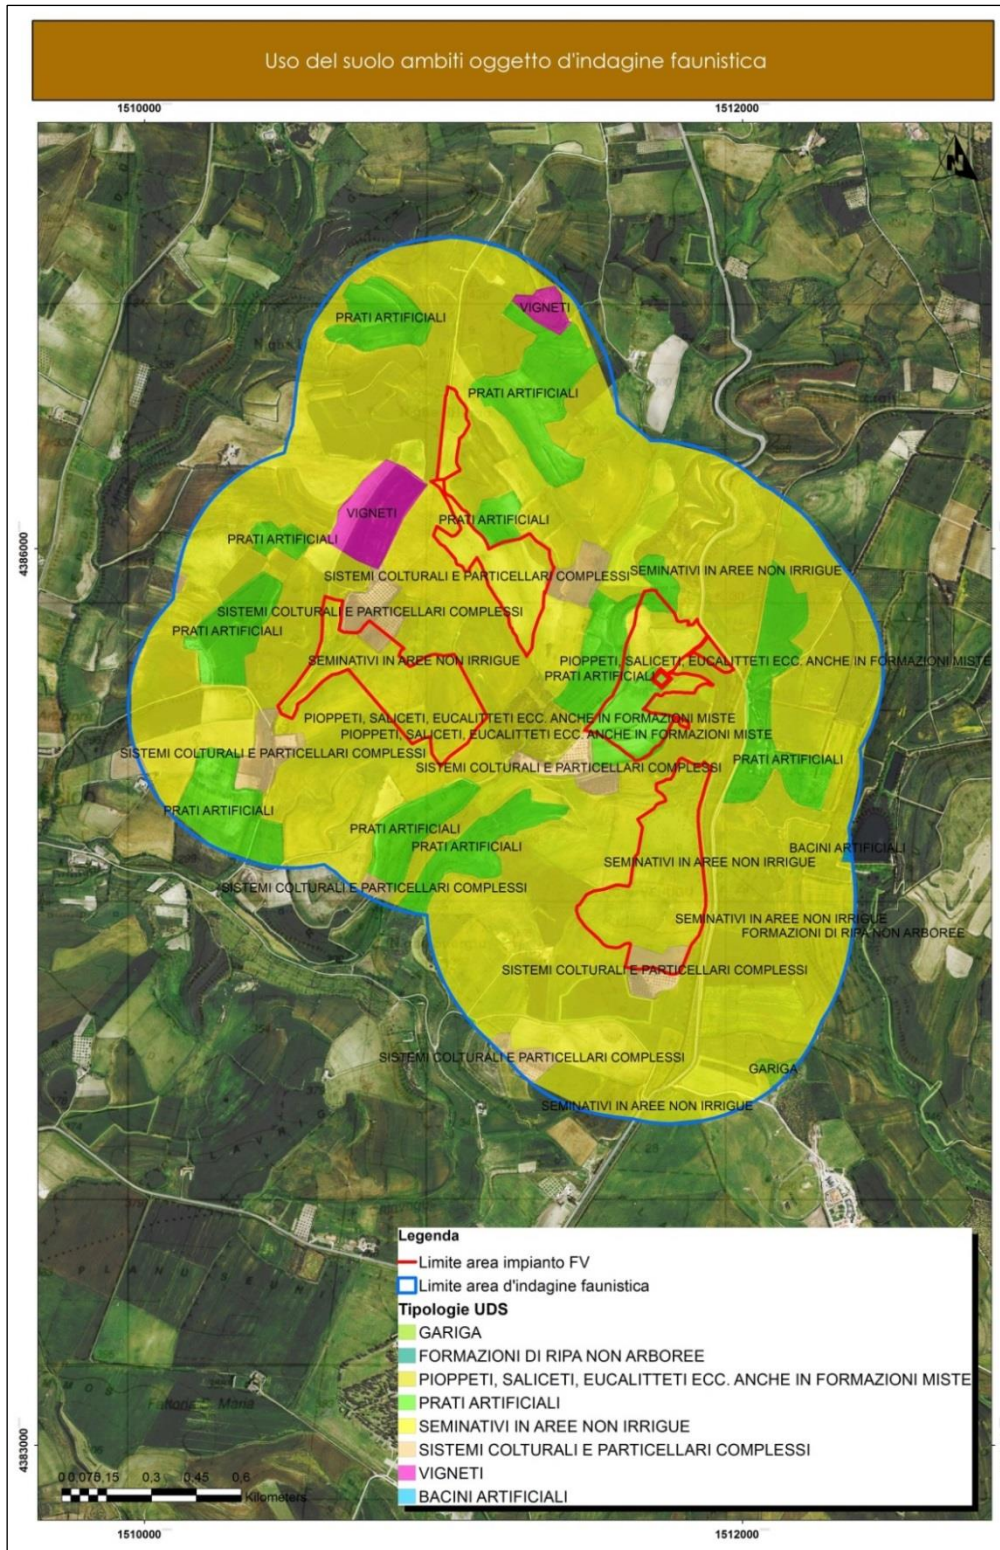 Uso del suolo ambiti oggetto d'indagine faunistica
1510000
1512000
VIGNETI
PRATI ARTIFICIALI
PRATI ARTIFICIALI
VIGNETI
PRATI ARTIFICIALI
PRATI ARTIFICIALI
4386000
4386000
SISTEMI COLTURALI E PARTICELLARI COMPLESSI
SEMINATIVI IN AREE NON IRRIGUE
SISTEMI COLTURALI E PARTICELLARI COMPLESSI
PRATI ARTIFICIALI
SEMINATIVI IN AREE NON IRRIGUE
PIOPPETI, SALICETI, EUCALITTETI ECC. ANCHE IN FORMAZIONI MISTE
PRATI ARTIFICIALI
PIOPPETI, SALICETI, EUCALITTETI ECC. ANCHE IN FORMAZIONI MISTE
PIOPPETI, SALICETI, EUCALITTETI ECC. ANCHE IN FORMAZIONI MISTE
SISTEMI COLTURALI E PARTICELLARI COMPLESSI
PRATI ARTIFICIALI
SISTEMI COLTURALI E PARTICELLARI COMPLESSI
PRATI ARTIFICIALI
PRATI ARTIFICIALI
PRATI ARTIFICIALI
BACINI ARTIFICIALI
SEMINATIVI IN AREE NON IRRIGUE
SISTEMI COLTURALI E PARTICELLARI COMPLESSI
SEMINATIVI IN AREE NON IRRIGUE
FORMAZIONI DI RIPA NON ARBOREE
SISTEMI COLTURALI E PARTICELLARI COMPLESSI
SISTEMI COLTURALI E PARTICELLARI COMPLESSI
GARIGA
SEMINATIVI IN AREE NON IRRIGUE
Legenda
Limite area impianto FV
Limite area d'indagine faunistica
Tipologie UDS
GARIGA
FORMAZIONI DI RIPA NON ARBOREE
PIOPPETI, SALICETI, EUCALITTETI ECC. ANCHE IN FORMAZIONI MISTE
PRATI ARTIFICIALI
SEMINATIVI IN AREE NON IRRIGUE
SISTEMI COLTURALI E PARTICELLARI COMPLESSI
VIGNETI
BACINI ARTIFICIALI
4383000
4383000
Fattoria S. Maria
0 0,075 0,15 0,3 0,45 0,6
Kilometers
1510000
1512000